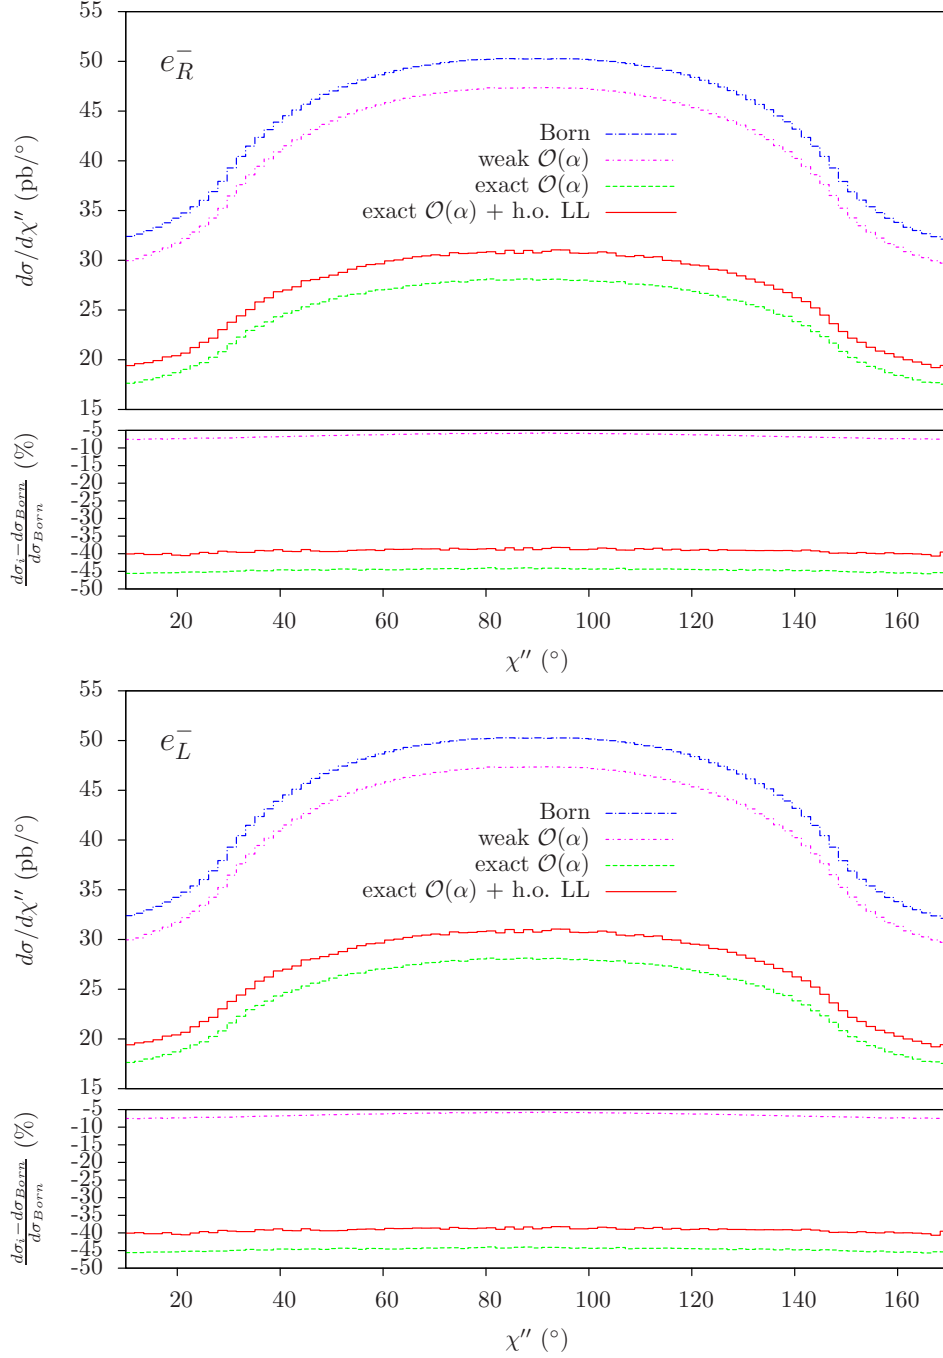 55
50
45
40
35
30
25
20
15
dσ/dχ″ (pb/°)
e⁻_R
Born
weak 𝒪(α)
exact 𝒪(α)
exact 𝒪(α) + h.o. LL
-5
-10
-15
-20
-25
-30
-35
-40
-45
-50
dσ_i−dσ_Born / dσ_Born (%)
20 40 60 80 100 120 140 160
χ″ (°)
55
50
45
40
35
30
25
20
15
dσ/dχ″ (pb/°)
e⁻_L
Born
weak 𝒪(α)
exact 𝒪(α)
exact 𝒪(α) + h.o. LL
-5
-10
-15
-20
-25
-30
-35
-40
-45
-50
dσ_i−dσ_Born / dσ_Born (%)
20 40 60 80 100 120 140 160
χ″ (°)